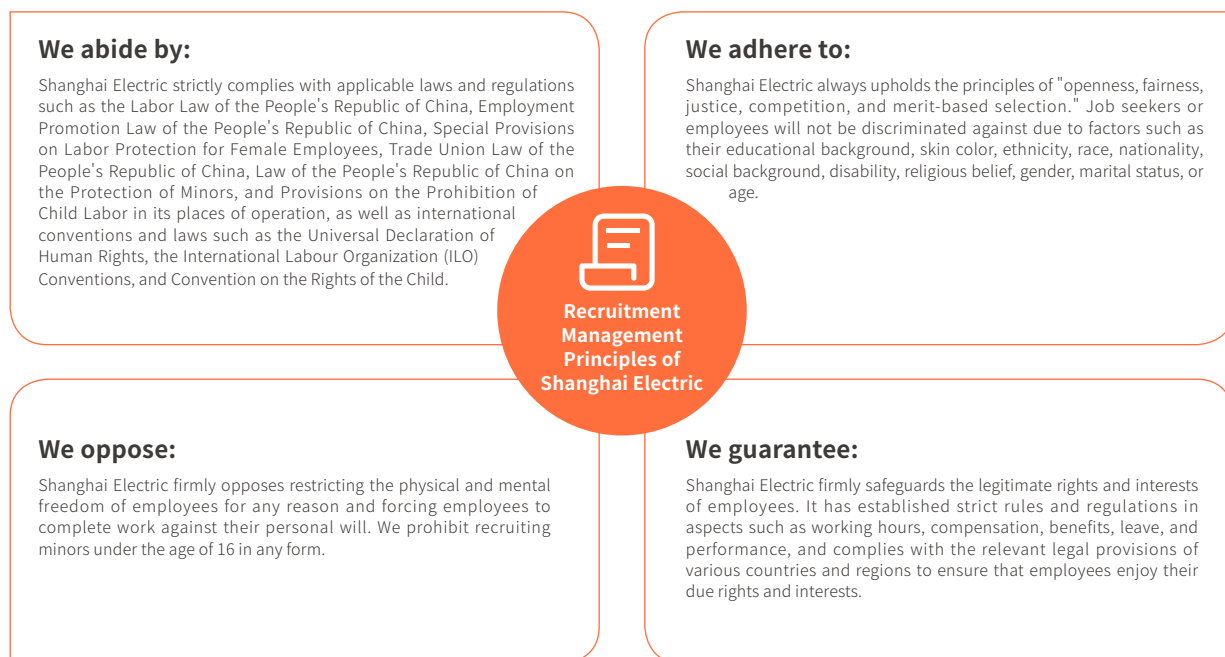 We abide by:
Shanghai Electric strictly complies with applicable laws and regulations
such as the Labor Law of the People's Republic of China, Employment
Promotion Law of the People's Republic of China, Special Provisions
on Labor Protection for Female Employees, Trade Union Law of the
People's Republic of China, Law of the People's Republic of China on
the Protection of Minors, and Provisions on the Prohibition of
Child Labor in its places of operation, as well as international
conventions and laws such as the Universal Declaration of
Human Rights, the International Labour Organization (ILO)
Conventions, and Convention on the Rights of the Child.
We adhere to:
Shanghai Electric always upholds the principles of "openness, fairness,
justice, competition, and merit-based selection." Job seekers or
employees will not be discriminated against due to factors such as
their educational background, skin color, ethnicity, race, nationality,
social background, disability, religious belief, gender, marital status, or
age.
Recruitment
Management
Principles of
Shanghai Electric
We oppose:
Shanghai Electric firmly opposes restricting the physical and mental
freedom of employees for any reason and forcing employees to
complete work against their personal will. We prohibit recruiting
minors under the age of 16 in any form.
We guarantee:
Shanghai Electric firmly safeguards the legitimate rights and interests
of employees. It has established strict rules and regulations in
aspects such as working hours, compensation, benefits, leave, and
performance, and complies with the relevant legal provisions of
various countries and regions to ensure that employees enjoy their
due rights and interests.